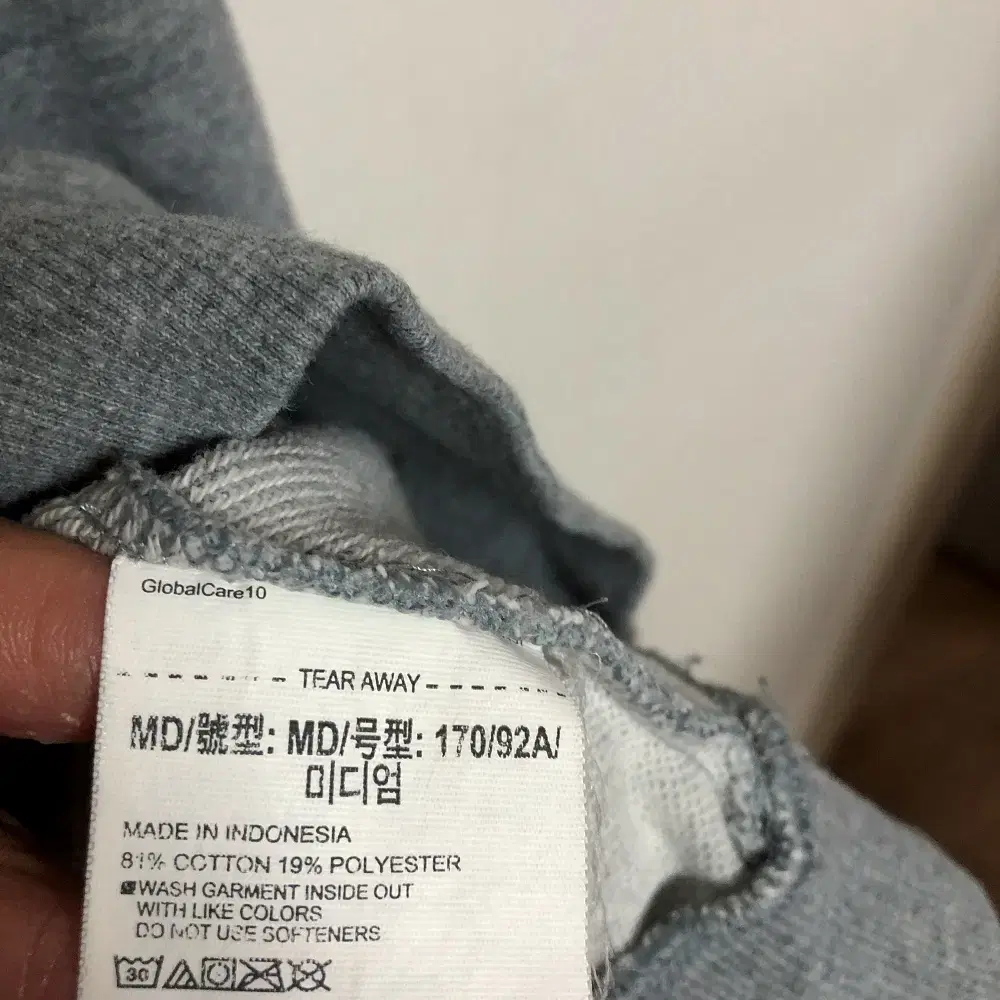 GlobalCare10
TEAR AWAY
MD/號型: MD/号型: 170/92A/
미디엄
MADE IN INDONESIA
81% COTTON 19% POLYESTER
WASH GARMENT INSIDE OUT
WITH LIKE COLORS
DO NOT USE SOFTENERS
30